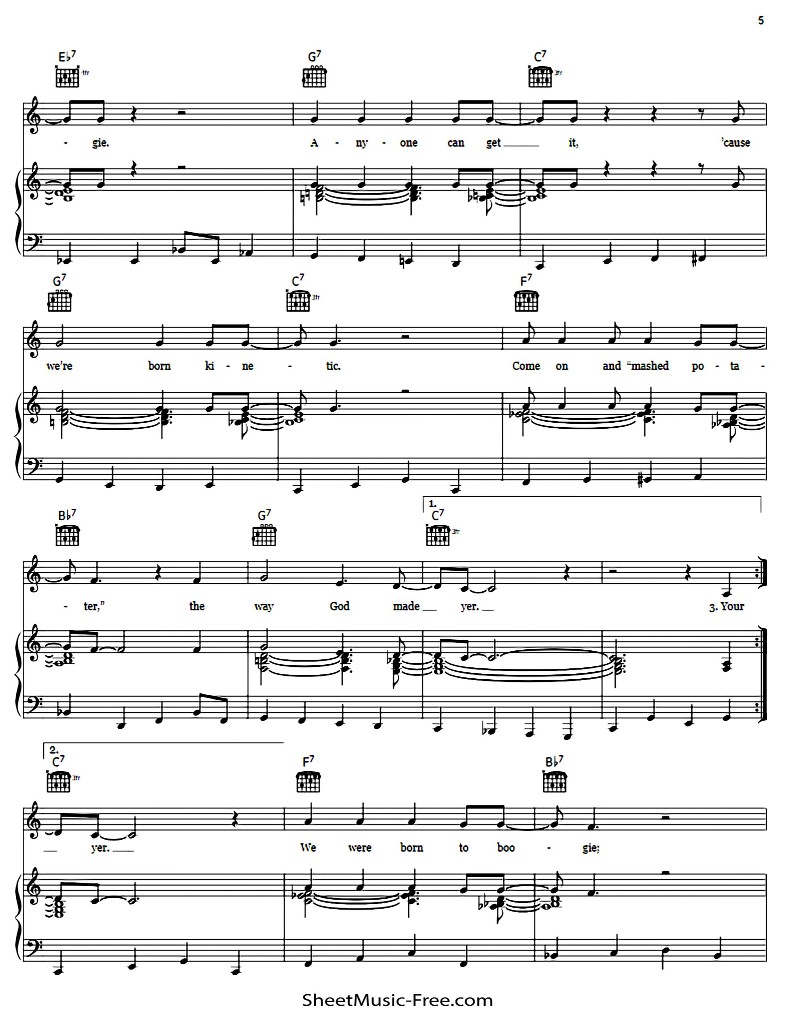 5
E♭7 G7 C7
4fr 3fr
- gie. A - ny - one can get it, 'cause
G7 C7 F7
3fr
we're born ki - ne - tic. Come on and "mashed po - ta -
1.
B♭7 G7 C7
3fr
- ter," the way God made yer. 3. Your
2.
C7 F7 B♭7
3fr
yer. We were born to boo - gie;
SheetMusic-Free.com